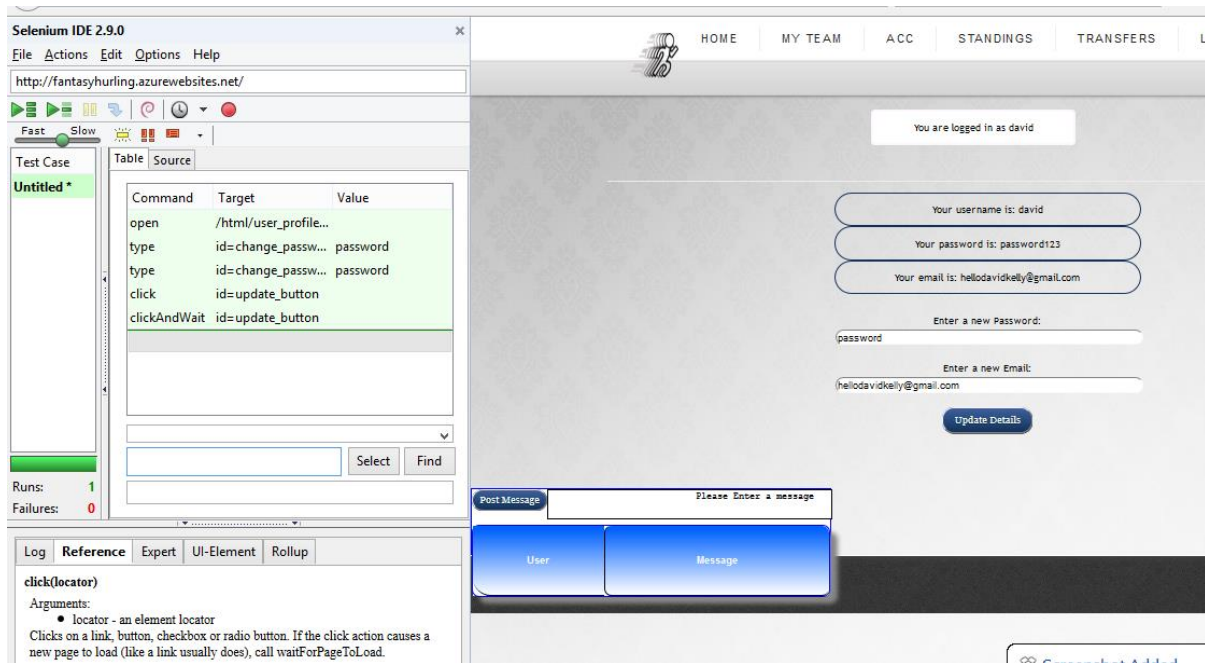 Selenium IDE 2.9.0
File Actions Edit Options Help
http://fantasyhurling.azurewebsites.net/
Fast Slow
Test Case
Untitled *
Table Source
Command Target Value
open /html/user_profile...
type id=change_passw... password
type id=change_passw... password
click id=update_button
clickAndWait id=update_button
Select Find
Runs: 1
Failures: 0
Log Reference Expert UI-Element Rollup
click(locator)
Arguments:
locator - an element locator
Clicks on a link, button, checkbox or radio button. If the click action causes a
new page to load (like a link usually does), call waitForPageToLoad.
HOME MY TEAM ACC STANDINGS TRANSFERS L
You are logged in as david
Your username is: david
Your password is: password123
Your email is: hellodavidkelly@gmail.com
Enter a new Password:
password
Enter a new Email:
hellodavidkelly@gmail.com
Update Details
Post Message Please Enter a message
User Message